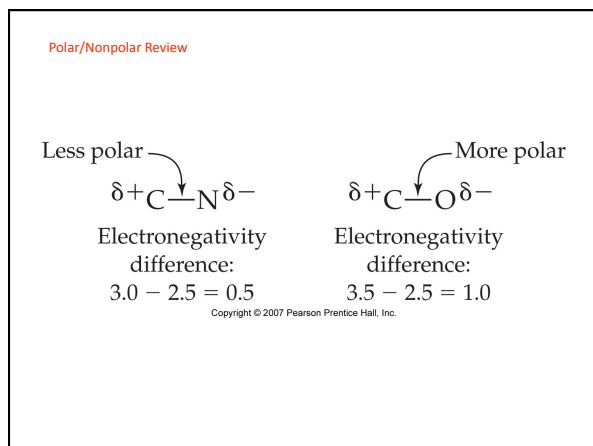 Polar/Nonpolar Review
Less polar
More polar
δ+C—Nδ−
δ+C—Oδ−
Electronegativity
difference:
3.0 − 2.5 = 0.5
Electronegativity
difference:
3.5 − 2.5 = 1.0
Copyright © 2007 Pearson Prentice Hall, Inc.